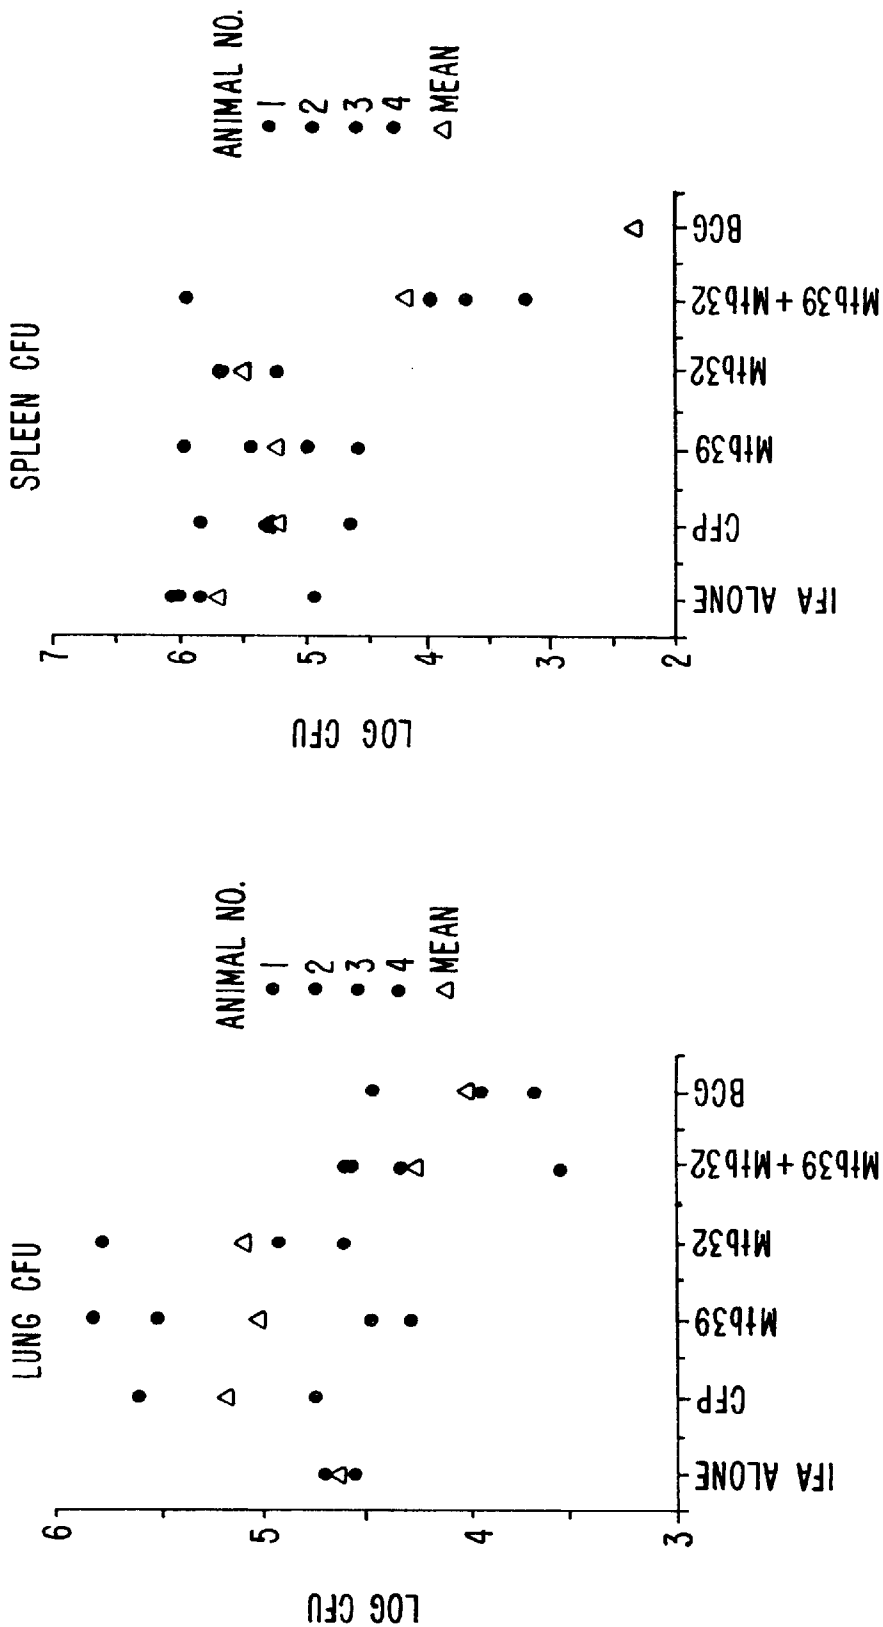 LUNG CFU
LOG CFU
6
5
4
3
IFA ALONE
CFP
Mtb39
Mtb32
Mtb39 + Mtb32
BCG
ANIMAL NO.
1
2
3
4
MEAN
SPLEEN CFU
LOG CFU
7
6
5
4
3
2
IFA ALONE
CFP
Mtb39
Mtb32
Mtb39 + Mtb32
BCG
ANIMAL NO.
1
2
3
4
MEAN